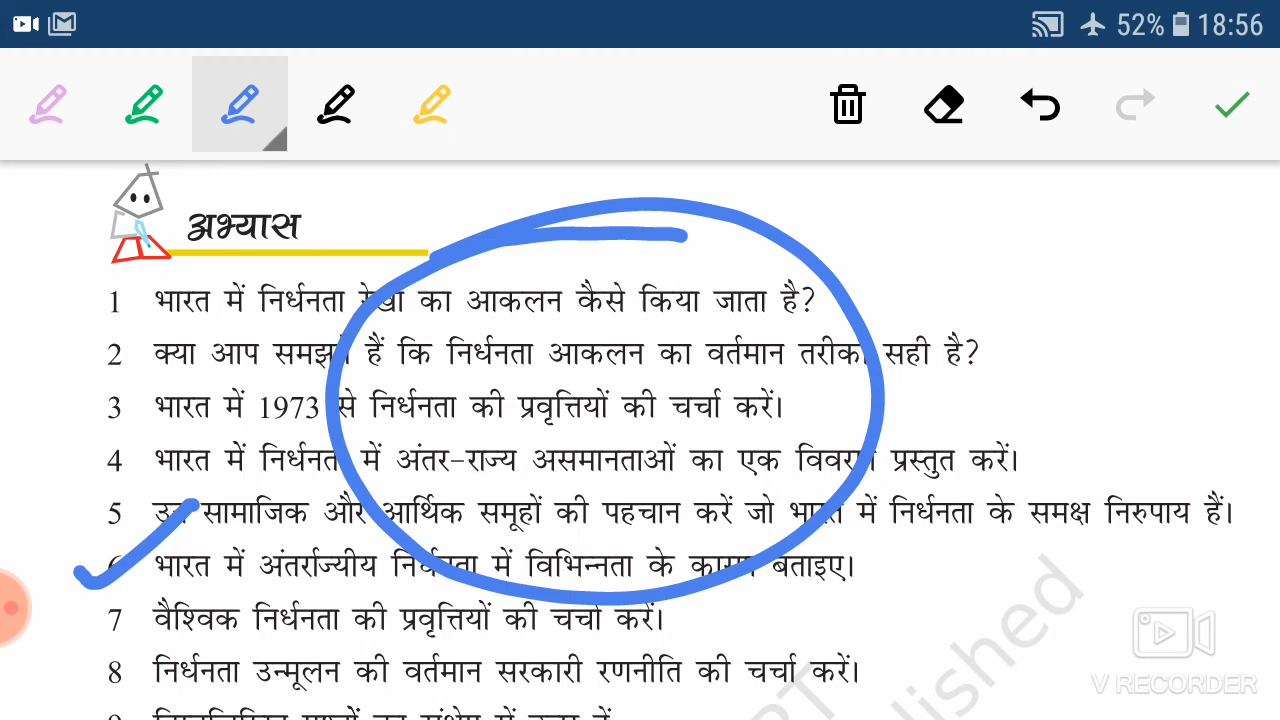 52% 18:56
अभ्यास
1 भारत में निर्धनता रेखा का आकलन कैसे किया जाता है?
2 क्या आप समझते हैं कि निर्धनता आकलन का वर्तमान तरीका सही है?
3 भारत में 1973 से निर्धनता की प्रवृत्तियों की चर्चा करें।
4 भारत में निर्धनता में अंतर-राज्य असमानताओं का एक विवरण प्रस्तुत करें।
5 उन सामाजिक और आर्थिक समूहों की पहचान करें जो भारत में निर्धनता के समक्ष निरुपाय हैं।
6 भारत में अंतर्राज्यीय निर्धनता में विभिन्नता के कारण बताइए।
7 वैश्विक निर्धनता की प्रवृत्तियों की चर्चा करें।
8 निर्धनता उन्मूलन की वर्तमान सरकारी रणनीति की चर्चा करें।
V RECORDER